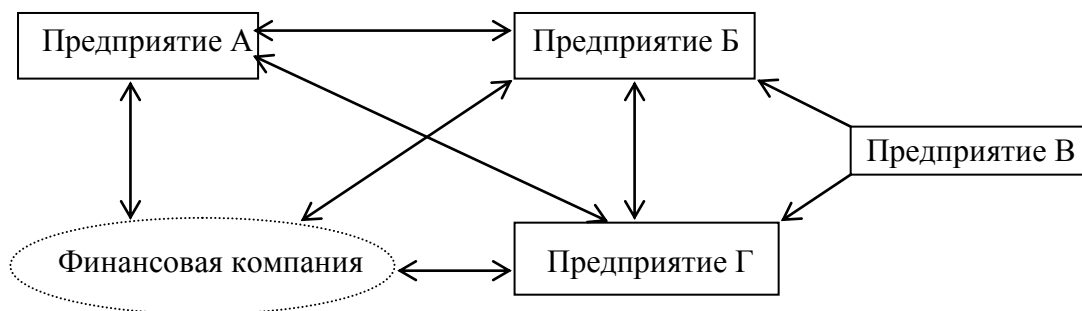 Предприятие А
Предприятие Б
Предприятие В
Финансовая компания
Предприятие Г